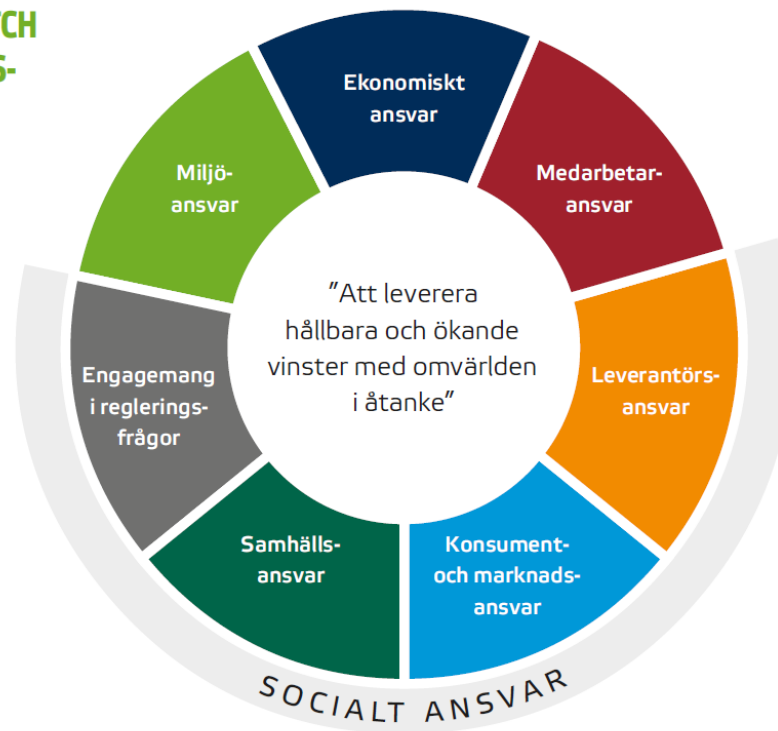 TCH
S-
Ekonomiskt
ansvar
Medarbetar-
ansvar
Leverantörs-
ansvar
Konsument-
och marknads-
ansvar
Samhälls-
ansvar
Engagemang
i reglerings-
frågor
Miljö-
ansvar
"Att leverera
hållbara och ökande
vinster med omvärlden
i åtanke"
SOCIALT ANSVAR